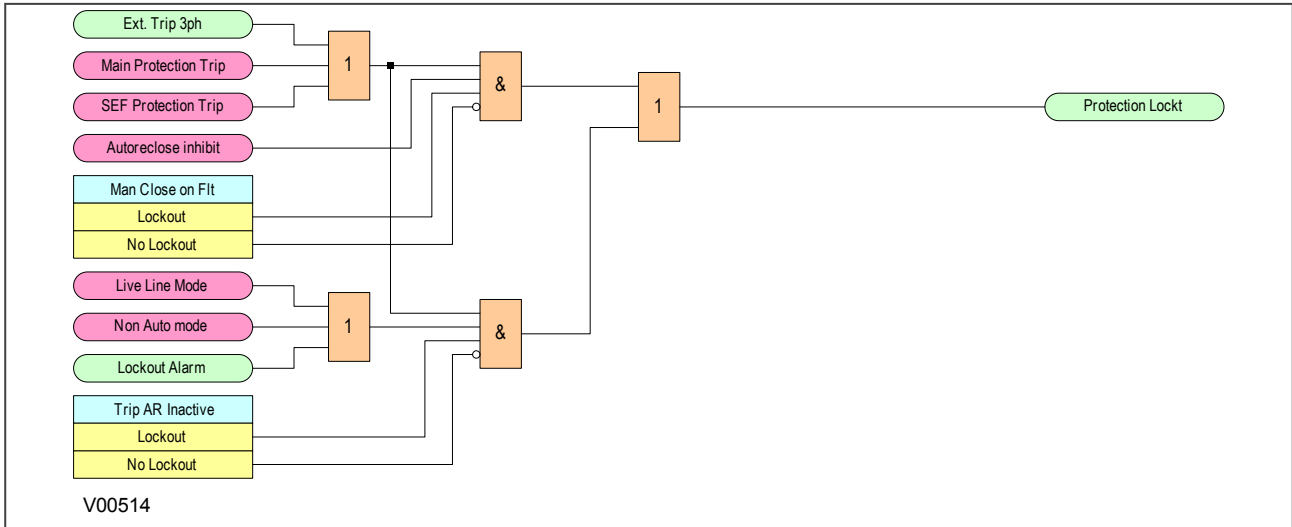 Ext. Trip 3ph
Main Protection Trip
SEF Protection Trip
1
Autoreclose inhibit
&
1
Protection Lockt
Man Close on Flt
Lockout
No Lockout
Live Line Mode
Non Auto mode
Lockout Alarm
1
&
Trip AR Inactive
Lockout
No Lockout
V00514